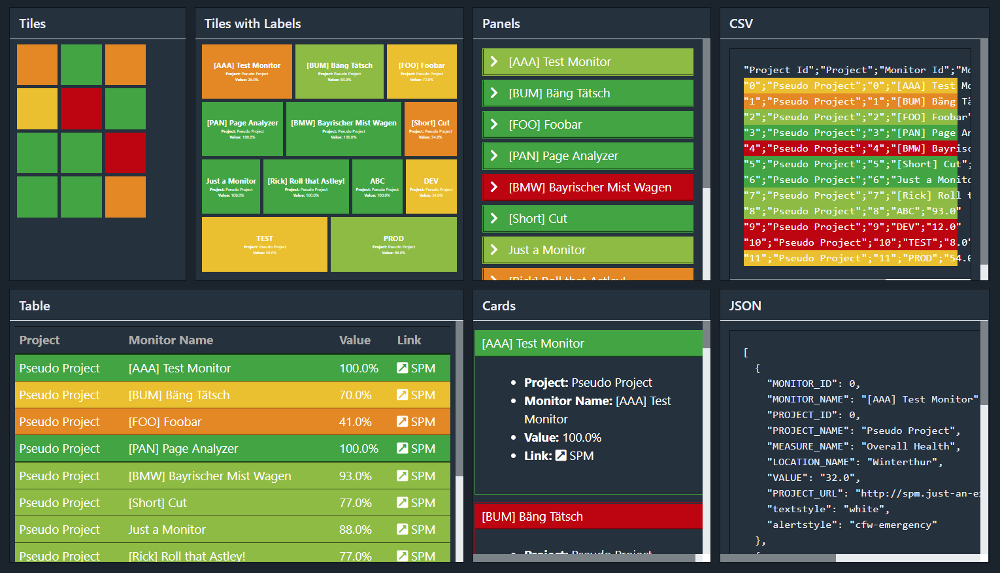 Tiles
Tiles with Labels
[AAA] Test Monitor
Project: Pseudo Project
Value: 26.0%
[BUM] Bäng Tätsch
Project: Pseudo Project
Value: 83.0%
[FOO] Foobar
Project: Pseudo Project
Value: 72.0%
[PAN] Page Analyzer
Project: Pseudo Project
Value: 100.0%
[BMW] Bayrischer Mist Wagen
Project: Pseudo Project
Value: 100.0%
[Short] Cut
Project: Pseudo Project
Value: 34.0%
Just a Monitor
Project: Pseudo Project
Value: 100.0%
[Rick] Roll that Astley!
Project: Pseudo Project
Value: 100.0%
ABC
Project: Pseudo Project
Value: 100.0%
DEV
Project: Pseudo Project
Value: 54.0%
TEST
Project: Pseudo Project
Value: 59.0%
PROD
Project: Pseudo Project
Value: 86.0%
Panels
[AAA] Test Monitor
[BUM] Bäng Tätsch
[FOO] Foobar
[PAN] Page Analyzer
[BMW] Bayrischer Mist Wagen
[Short] Cut
Just a Monitor
[Rick] Roll that Astley!
CSV
"Project Id";"Project";"Monitor Id";"Mo
"0";"Pseudo Project";"0";"[AAA] Test Mo
"1";"Pseudo Project";"1";"[BUM] Bäng Tä
"2";"Pseudo Project";"2";"[FOO] Foobar"
"3";"Pseudo Project";"3";"[PAN] Page An
"4";"Pseudo Project";"4";"[BMW] Bayrisc
"5";"Pseudo Project";"5";"[Short] Cut";
"6";"Pseudo Project";"6";"Just a Monito
"7";"Pseudo Project";"7";"[Rick] Roll t
"8";"Pseudo Project";"8";"ABC";"93.0"
"9";"Pseudo Project";"9";"DEV";"12.0"
"10";"Pseudo Project";"10";"TEST";"8.0"
"11";"Pseudo Project";"11";"PROD";"54.0
Table
Project Monitor Name Value Link
Pseudo Project [AAA] Test Monitor 100.0% SPM
Pseudo Project [BUM] Bäng Tätsch 70.0% SPM
Pseudo Project [FOO] Foobar 41.0% SPM
Pseudo Project [PAN] Page Analyzer 100.0% SPM
Pseudo Project [BMW] Bayrischer Mist Wagen 93.0% SPM
Pseudo Project [Short] Cut 77.0% SPM
Pseudo Project Just a Monitor 88.0% SPM
Pseudo Project [Rick] Roll that Astley! 77.0% SPM
Cards
[AAA] Test Monitor
Project: Pseudo Project
Monitor Name: [AAA] Test
Monitor
Value: 100.0%
Link: SPM
[BUM] Bäng Tätsch
Project: Pseudo Project
JSON
[
{
"MONITOR_ID": 0,
"MONITOR_NAME": "[AAA] Test Monitor"
"PROJECT_ID": 0,
"PROJECT_NAME": "Pseudo Project",
"MEASURE_NAME": "Overall Health",
"LOCATION_NAME": "Winterthur",
"VALUE": "32.0",
"PROJECT_URL": "http://spm.just-an-ex
"textstyle": "white",
"alertstyle": "cfw-emergency"
},
{